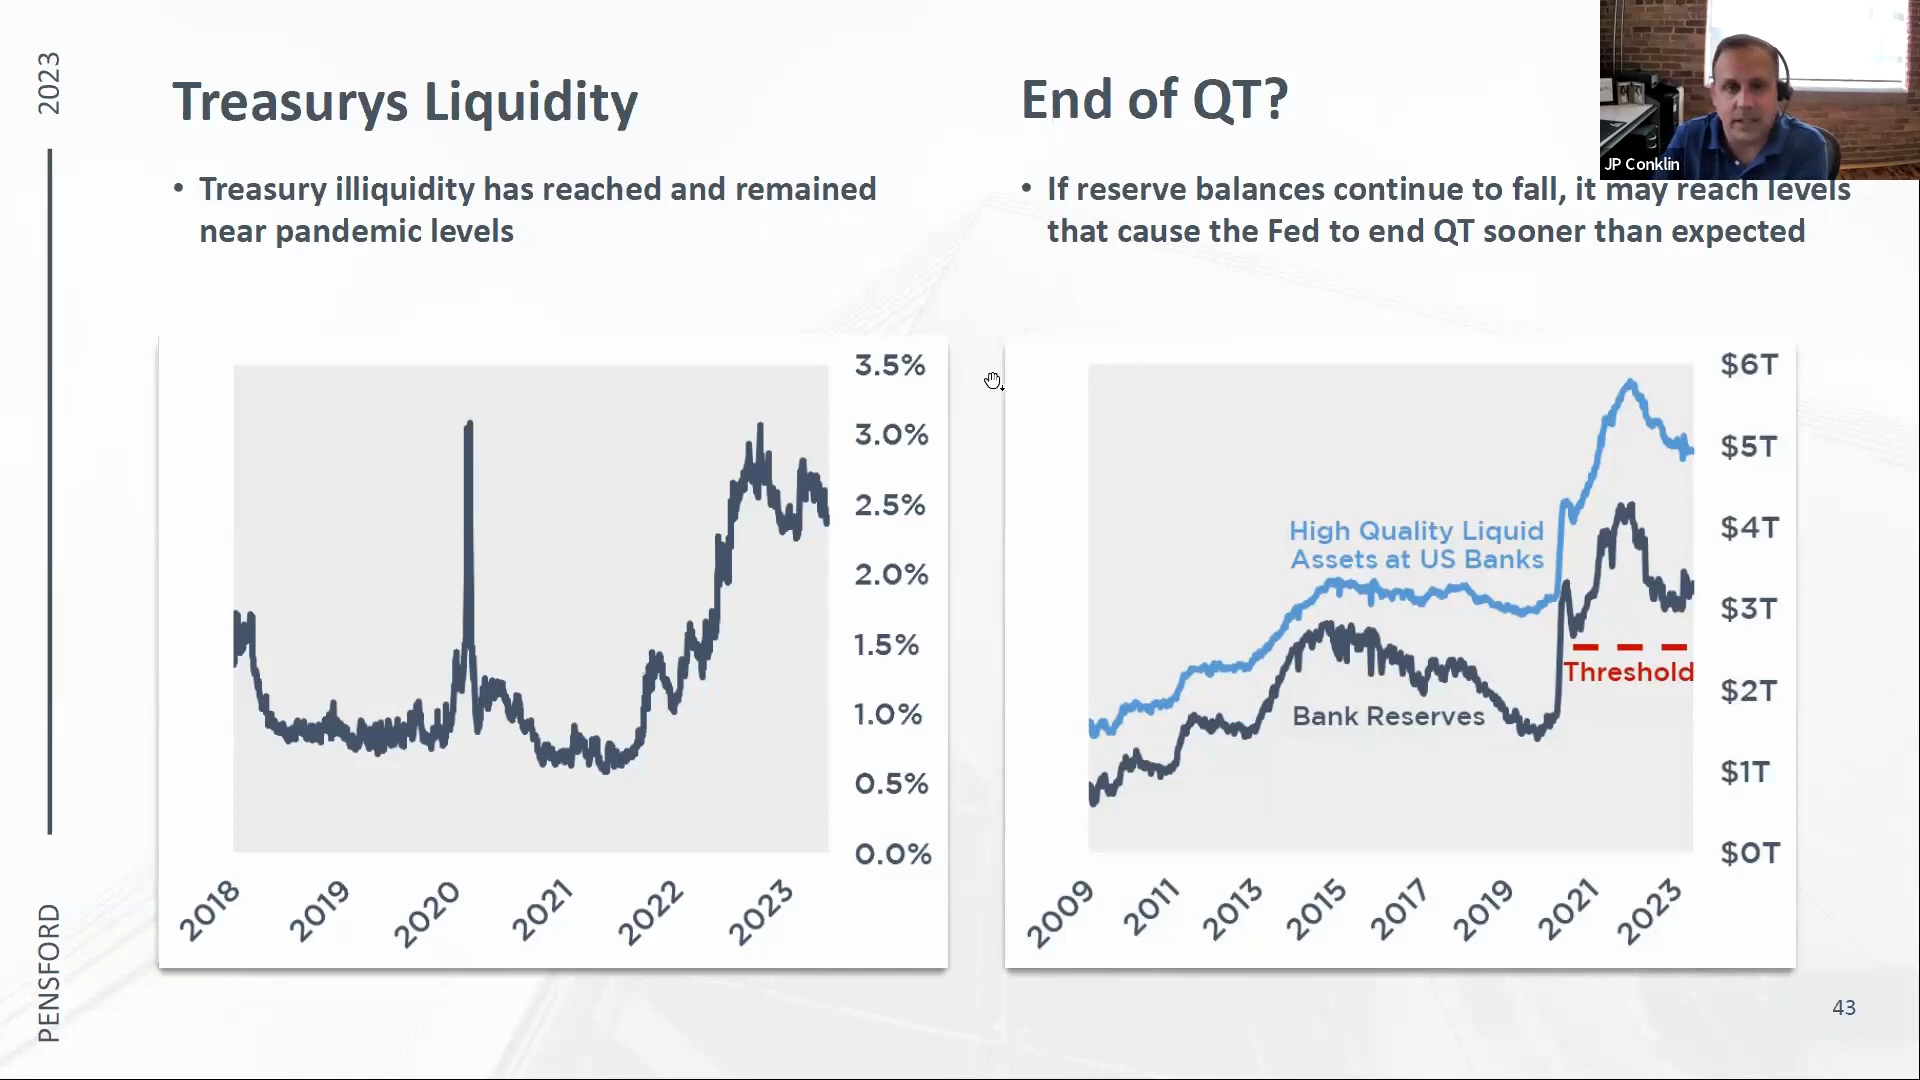 2023
PENSFORD
Treasurys Liquidity
• Treasury illiquidity has reached and remained
near pandemic levels
3.5%
3.0%
2.5%
2.0%
1.5%
1.0%
0.5%
0.0%
2018
2019
2020
2021
2022
2023
End of QT?
• If reserve balances continue to fall, it may reach levels
that cause the Fed to end QT sooner than expected
High Quality Liquid
Assets at US Banks
Threshold
Bank Reserves
$6T
$5T
$4T
$3T
$2T
$1T
$0T
2009
2011
2013
2015
2017
2019
2021
2023
JP Conklin
43